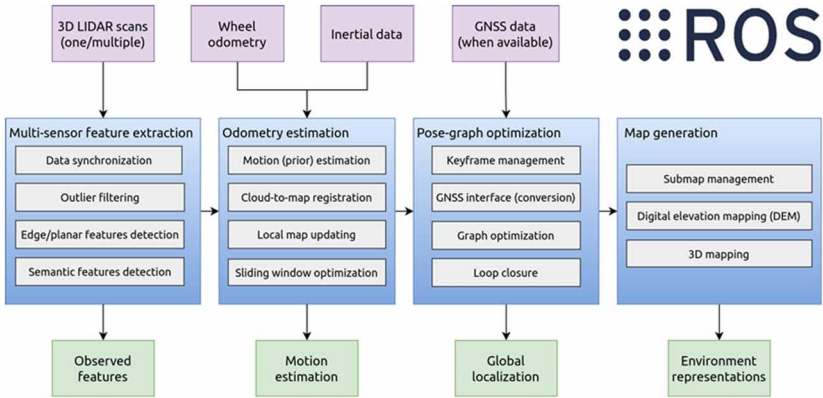 3D LIDAR scans
(one/multiple)
Wheel
odometry
Inertial data
GNSS data
(when available)
ROS
Multi-sensor feature extraction
Data synchronization
Outlier filtering
Edge/planar features detection
Semantic features detection
Odometry estimation
Motion (prior) estimation
Cloud-to-map registration
Local map updating
Sliding window optimization
Pose-graph optimization
Keyframe management
GNSS interface (conversion)
Graph optimization
Loop closure
Map generation
Submap management
Digital elevation mapping (DEM)
3D mapping
Observed
features
Motion
estimation
Global
localization
Environment
representations